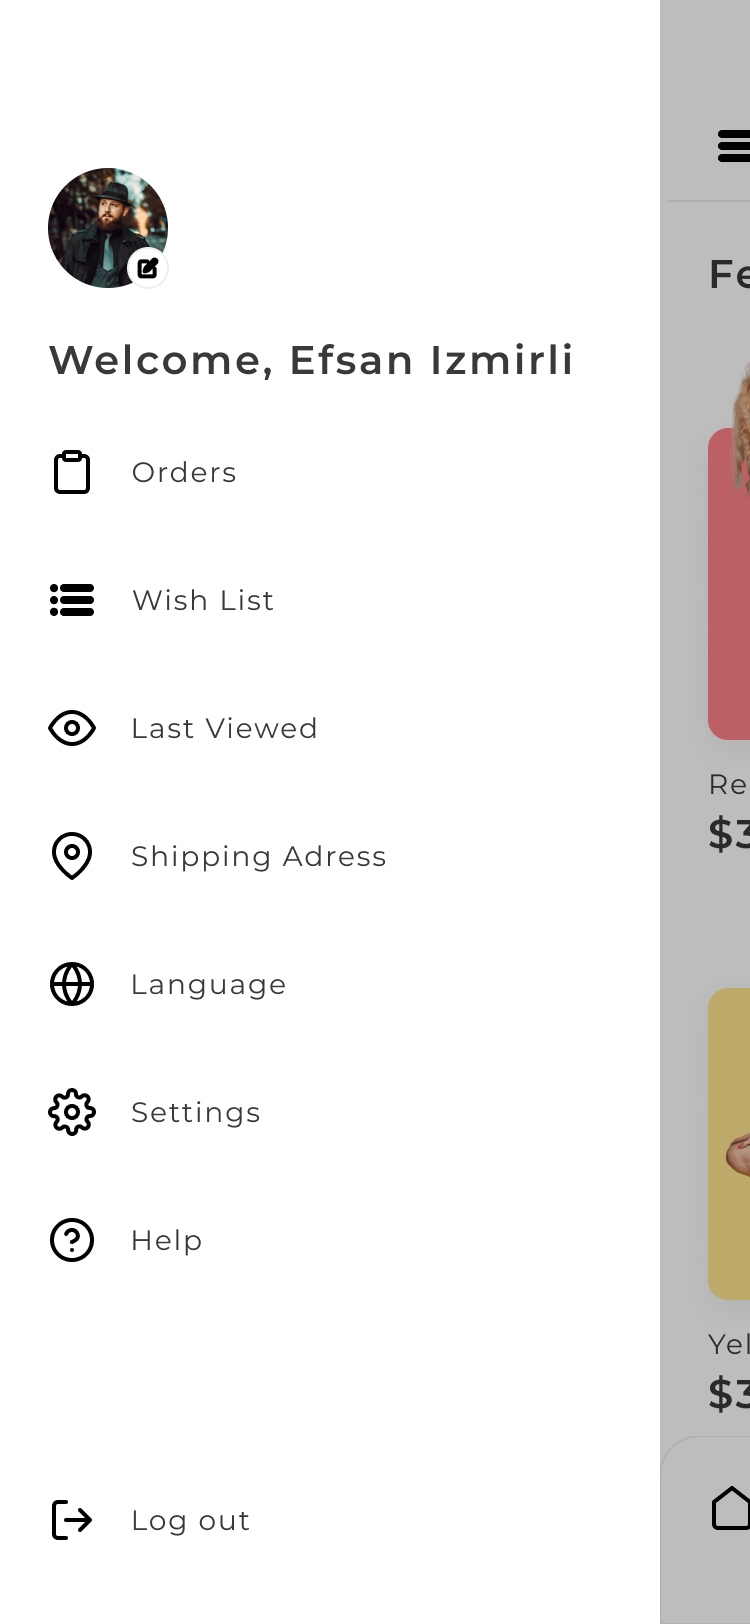 Welcome, Efsan Izmirli
Orders
Wish List
Last Viewed
Shipping Adress
Language
Settings
Help
Log out
Fe
Re
$3
Yel
$3